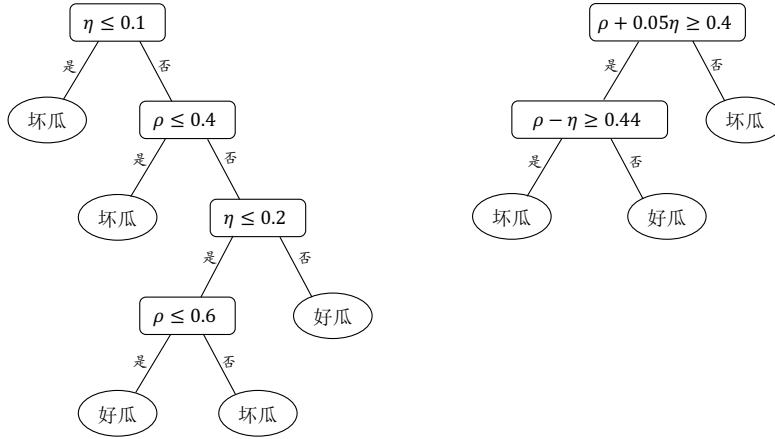 η ≤ 0.1
ρ + 0.05η ≥ 0.4
是
否
是
否
坏瓜
ρ ≤ 0.4
ρ − η ≥ 0.44
坏瓜
是
否
是
否
坏瓜
η ≤ 0.2
坏瓜
好瓜
是
否
ρ ≤ 0.6
好瓜
是
否
好瓜
坏瓜